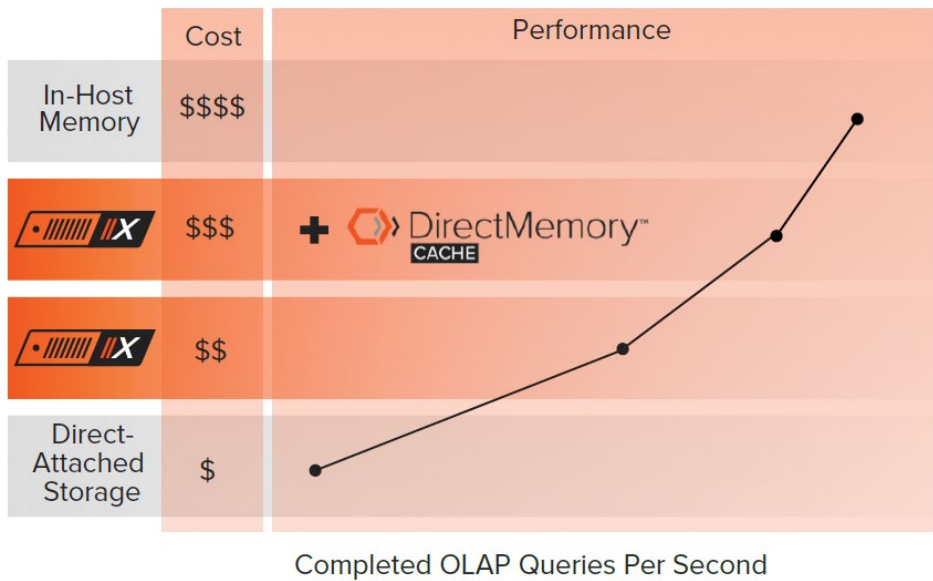 Cost
Performance
In-Host
Memory
$$$$
//X
$$$
+ DirectMemory™
CACHE
//X
$$
Direct-
Attached
Storage
$
Completed OLAP Queries Per Second